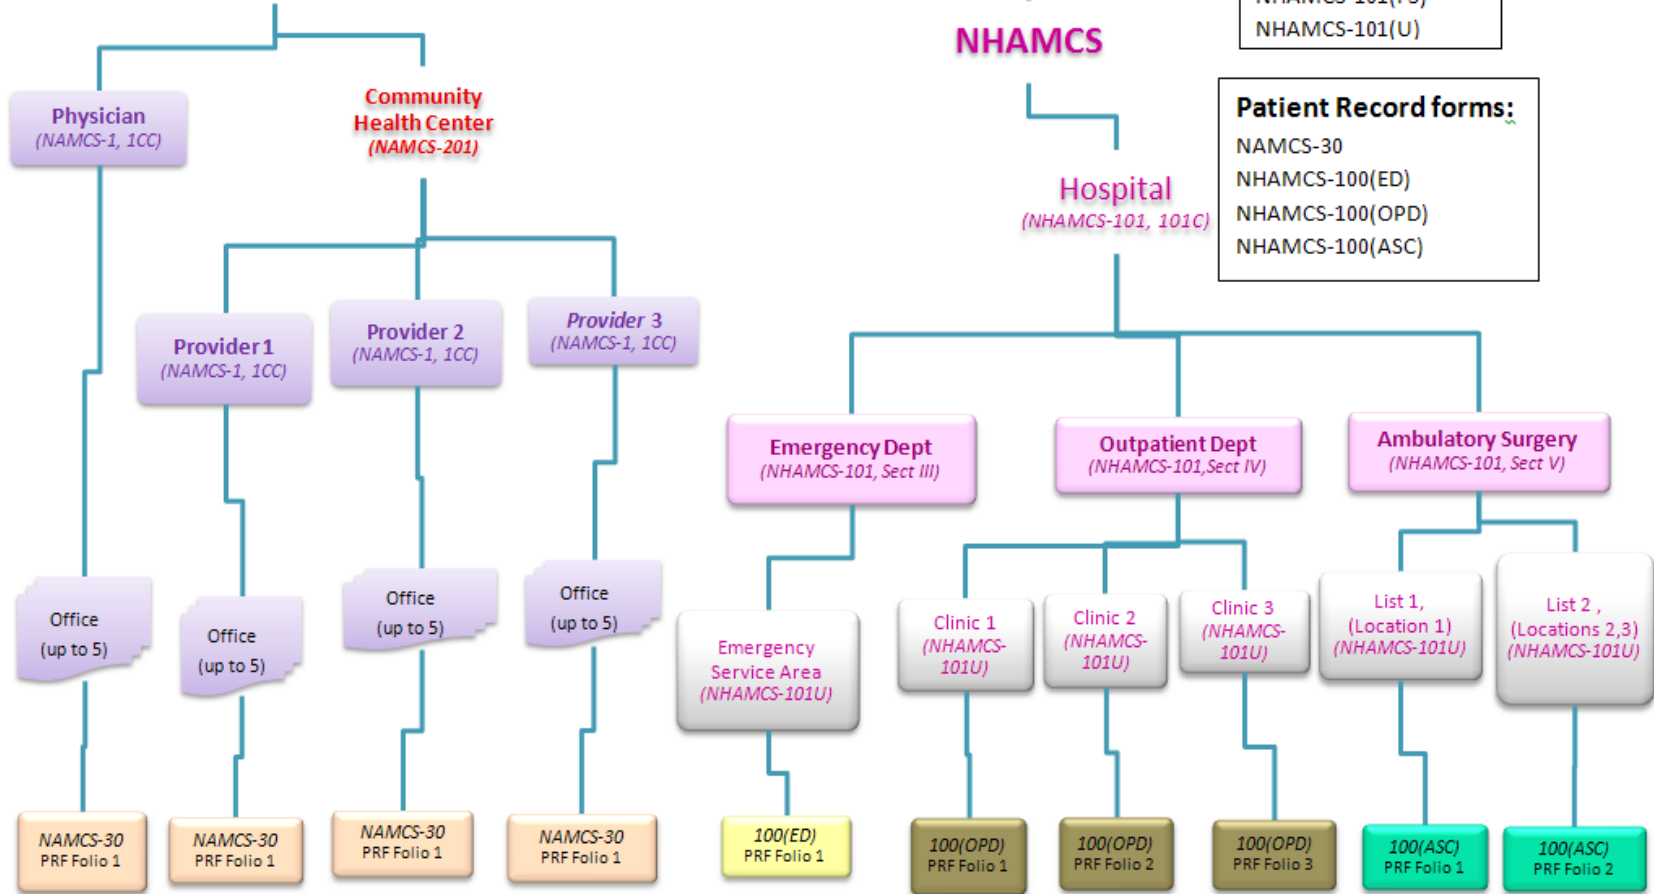 NHAMCS
NHAMCS-101(U)
Patient Record forms:
NAMCS-30
NHAMCS-100(ED)
NHAMCS-100(OPD)
NHAMCS-100(ASC)
Physician
(NAMCS-1, 1CC)
Community
Health Center
(NAMCS-201)
Hospital
(NHAMCS-101, 101C)
Provider 1
(NAMCS-1, 1CC)
Provider 2
(NAMCS-1, 1CC)
Provider 3
(NAMCS-1, 1CC)
Emergency Dept
(NHAMCS-101, Sect III)
Outpatient Dept
(NHAMCS-101,Sect IV)
Ambulatory Surgery
(NHAMCS-101, Sect V)
Office
(up to 5)
Office
(up to 5)
Office
(up to 5)
Office
(up to 5)
Emergency
Service Area
(NHAMCS-101U)
Clinic 1
(NHAMCS-
101U)
Clinic 2
(NHAMCS-
101U)
Clinic 3
(NHAMCS-
101U)
List 1,
(Location 1)
(NHAMCS-101U)
List 2 ,
(Locations 2,3)
(NHAMCS-101U)
NAMCS-30
PRF Folio 1
NAMCS-30
PRF Folio 1
NAMCS-30
PRF Folio 1
NAMCS-30
PRF Folio 1
100(ED)
PRF Folio 1
100(OPD)
PRF Folio 1
100(OPD)
PRF Folio 2
100(OPD)
PRF Folio 3
100(ASC)
PRF Folio 1
100(ASC)
PRF Folio 2